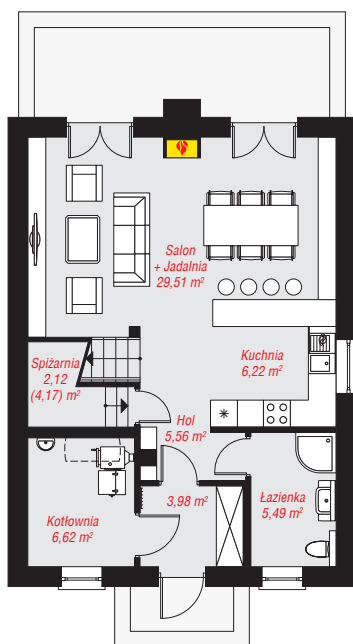 Salon
+ Jadalnia
29,51 m²
Spiżarnia
2,12
(4,17) m²
Kuchnia
6,22 m²
Hol
5,56 m²
3,98 m²
Łazienka
5,49 m²
Kotłownia
6,62 m²